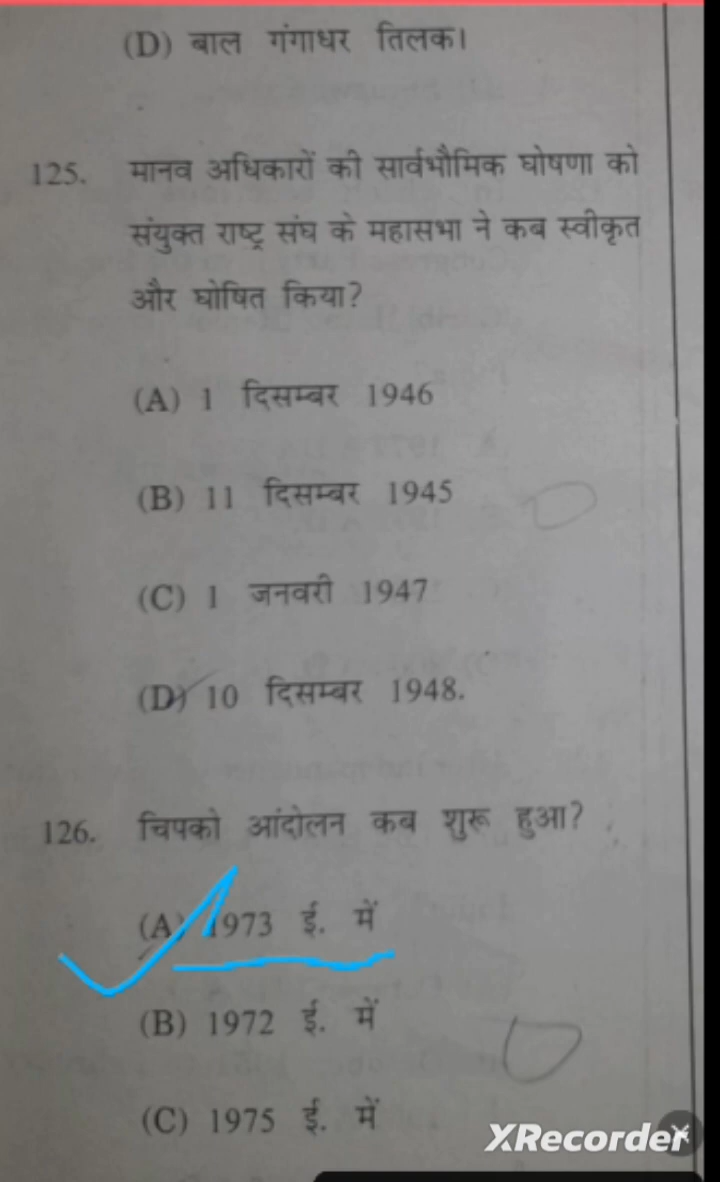 (D) बाल गंगाधर तिलक।
125. मानव अधिकारों की सार्वभौमिक घोषणा को
संयुक्त राष्ट्र संघ के महासभा ने कब स्वीकृत
और घोषित किया?
(A) 1 दिसम्बर 1946
(B) 11 दिसम्बर 1945
(C) 1 जनवरी 1947
(D) 10 दिसम्बर 1948.
126. चिपको आंदोलन कब शुरू हुआ?
(A) 1973 ई. में
(B) 1972 ई. में
(C) 1975 ई. में
XRecorder